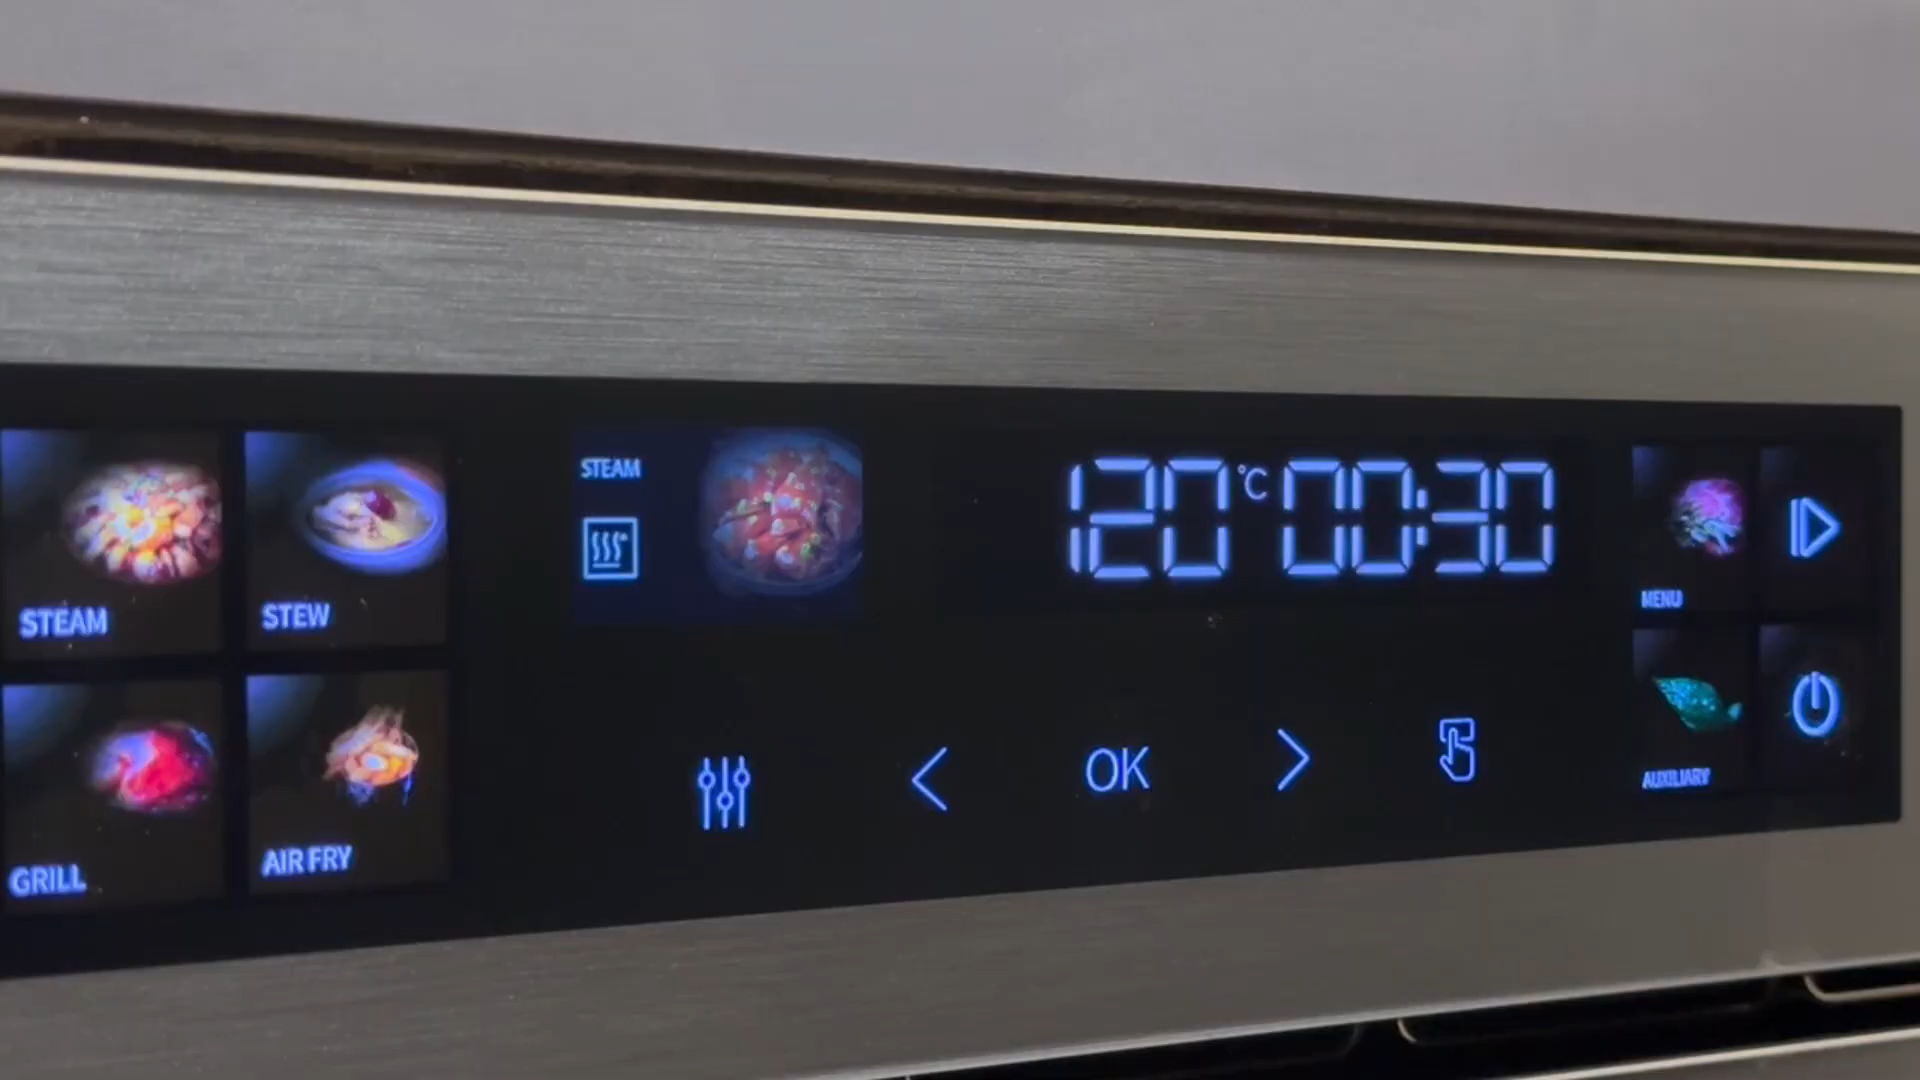 STEAM
STEW
GRILL
AIR FRY
STEAM
120 °C 00:30
OK
MENU
AUXILIARY